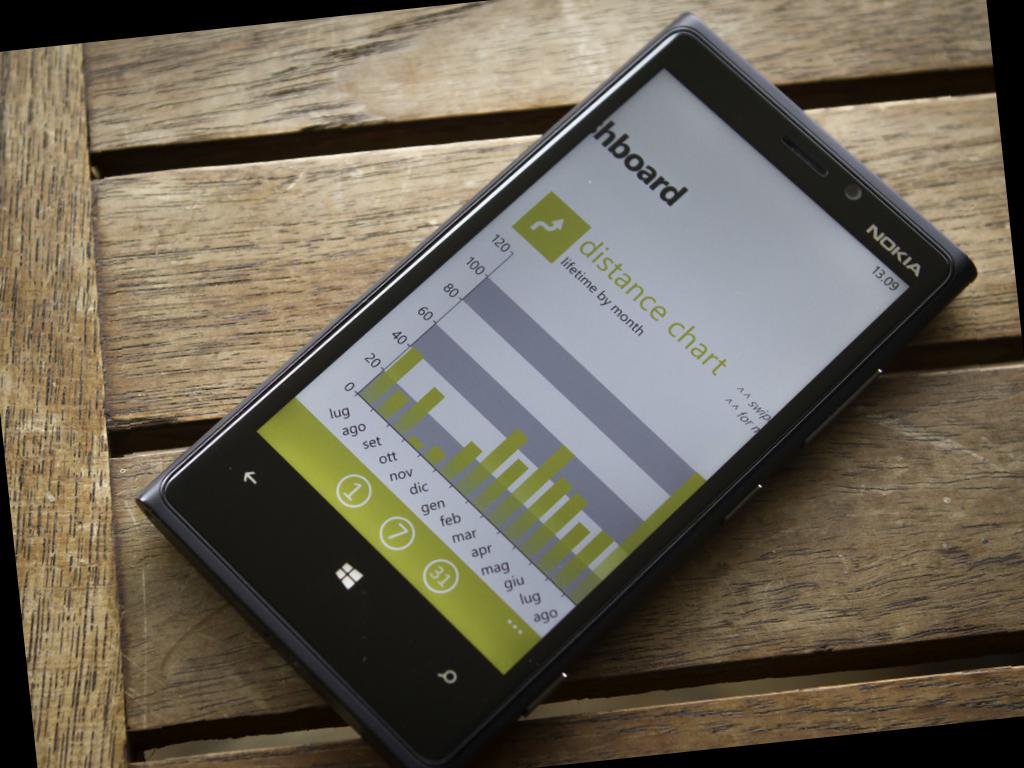 NOKIA
13.09
hboard
distance chart
lifetime by month
^^ swip
^^ for
120
100
80
60
40
20
0
lug
ago
set
ott
nov
dic
gen
feb
mar
apr
mag
giu
lug
ago
1
7
31
...